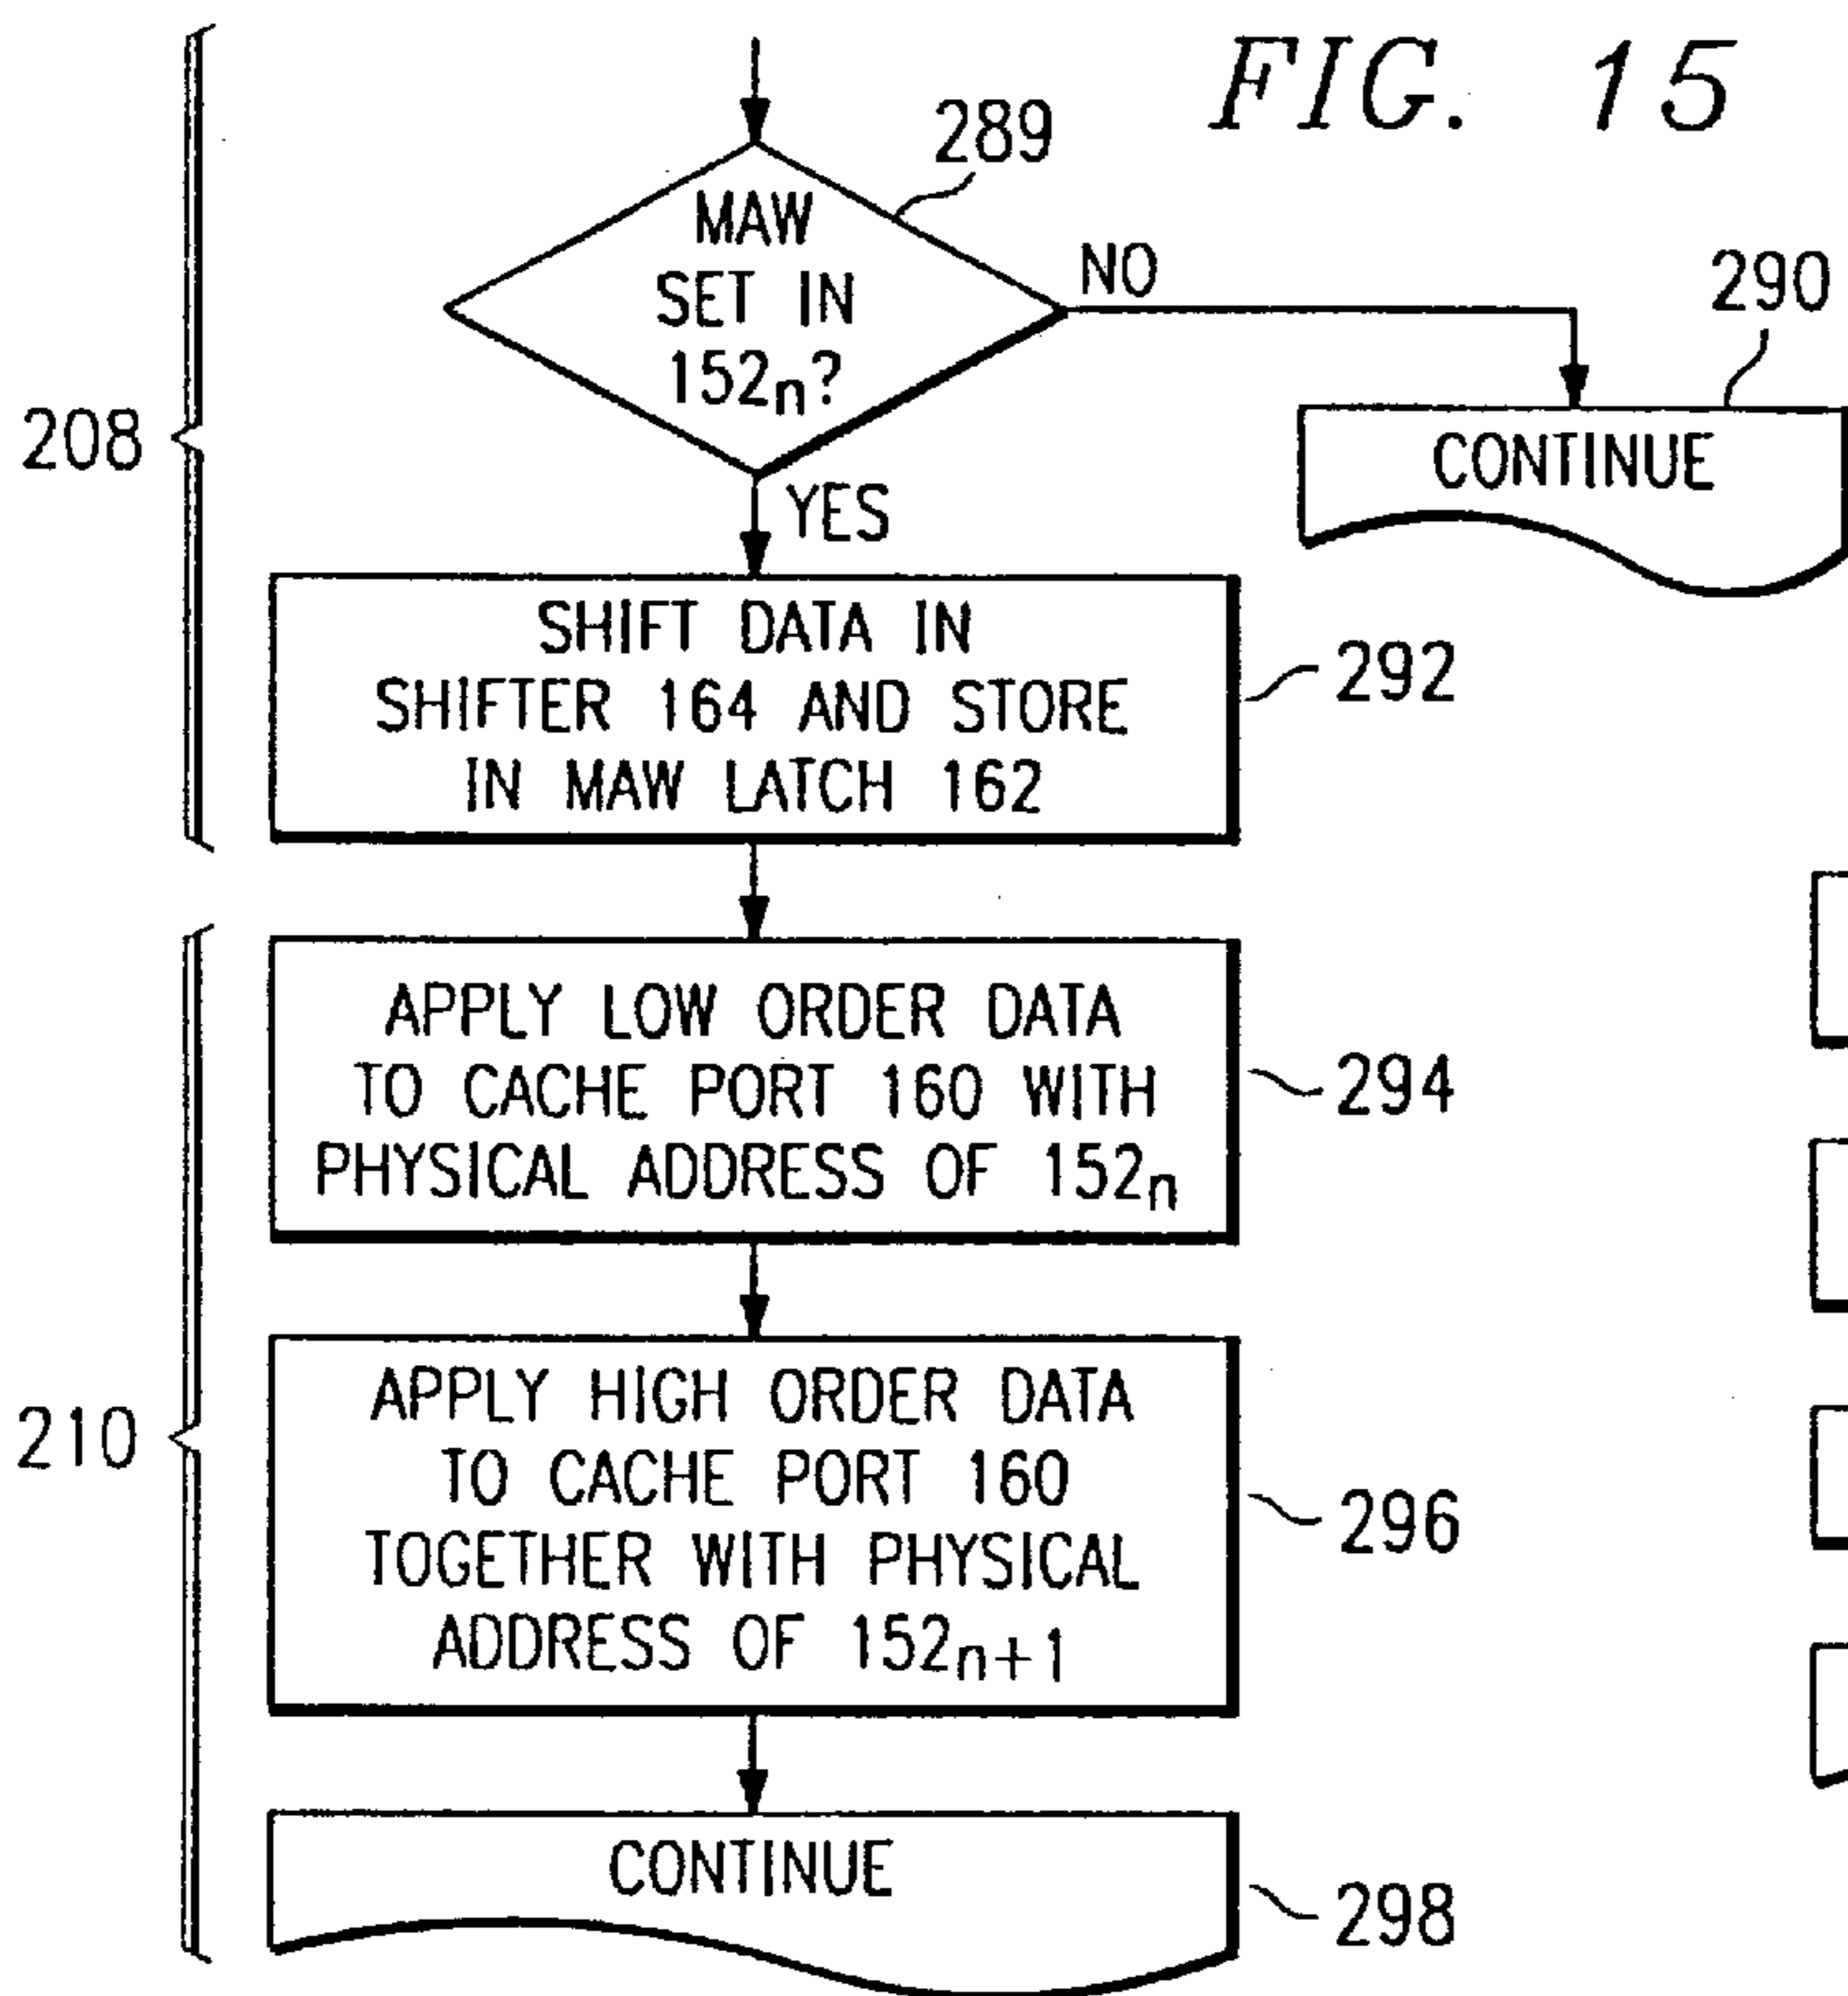 FIG. 15
289
MAW
SET IN
152n?
NO
290
CONTINUE
208
YES
SHIFT DATA IN
SHIFTER 164 AND STORE
IN MAW LATCH 162
292
APPLY LOW ORDER DATA
TO CACHE PORT 160 WITH
PHYSICAL ADDRESS OF 152n
294
210
APPLY HIGH ORDER DATA
TO CACHE PORT 160
TOGETHER WITH PHYSICAL
ADDRESS OF 152n+1
296
CONTINUE
298